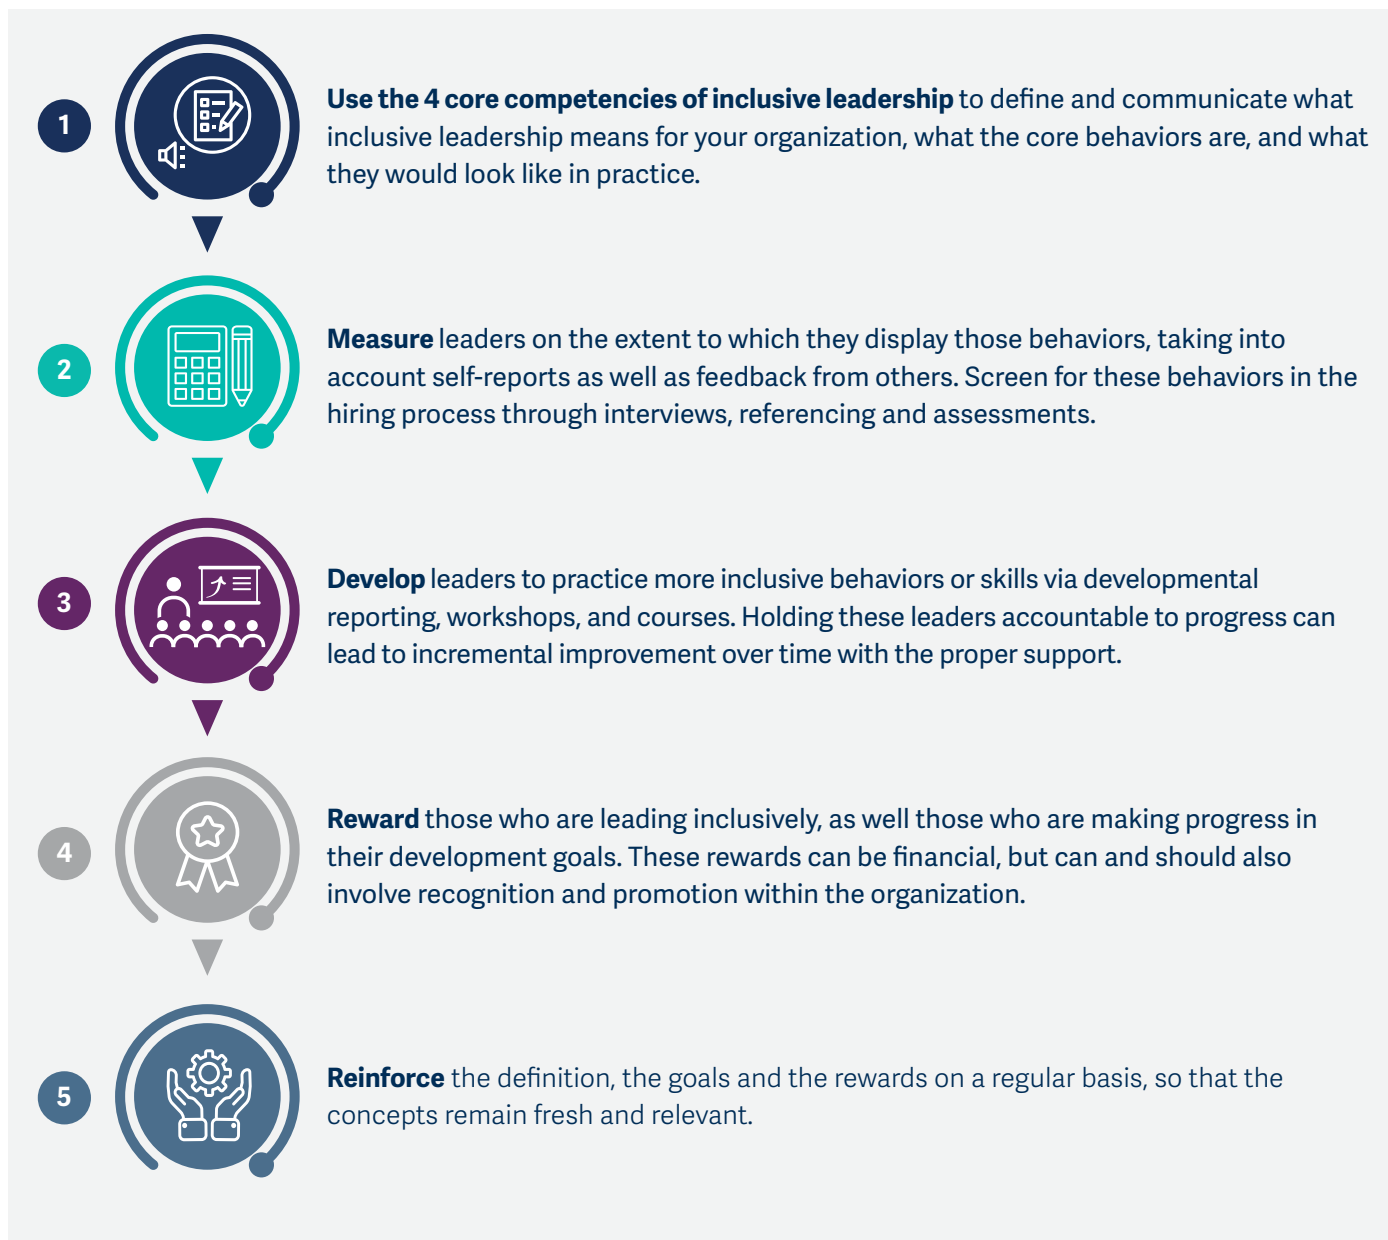 1
Use the 4 core competencies of inclusive leadership to define and communicate what
inclusive leadership means for your organization, what the core behaviors are, and what
they would look like in practice.
2
Measure leaders on the extent to which they display those behaviors, taking into
account self-reports as well as feedback from others. Screen for these behaviors in the
hiring process through interviews, referencing and assessments.
3
Develop leaders to practice more inclusive behaviors or skills via developmental
reporting, workshops, and courses. Holding these leaders accountable to progress can
lead to incremental improvement over time with the proper support.
4
Reward those who are leading inclusively, as well those who are making progress in
their development goals. These rewards can be financial, but can and should also
involve recognition and promotion within the organization.
5
Reinforce the definition, the goals and the rewards on a regular basis, so that the
concepts remain fresh and relevant.